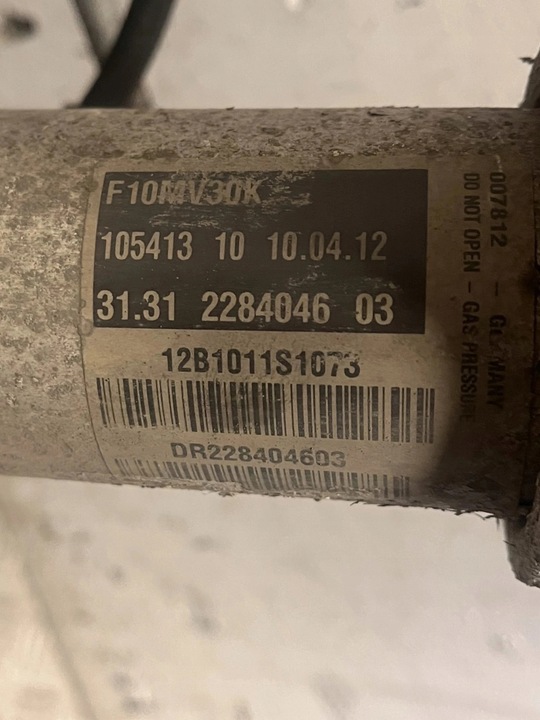 F10MV30K
105413 10 10.04.12
31.31 2284046 03
12B1011S1073
DR228404603
007812 - GERMANY
DO NOT OPEN - GAS PRESSURE